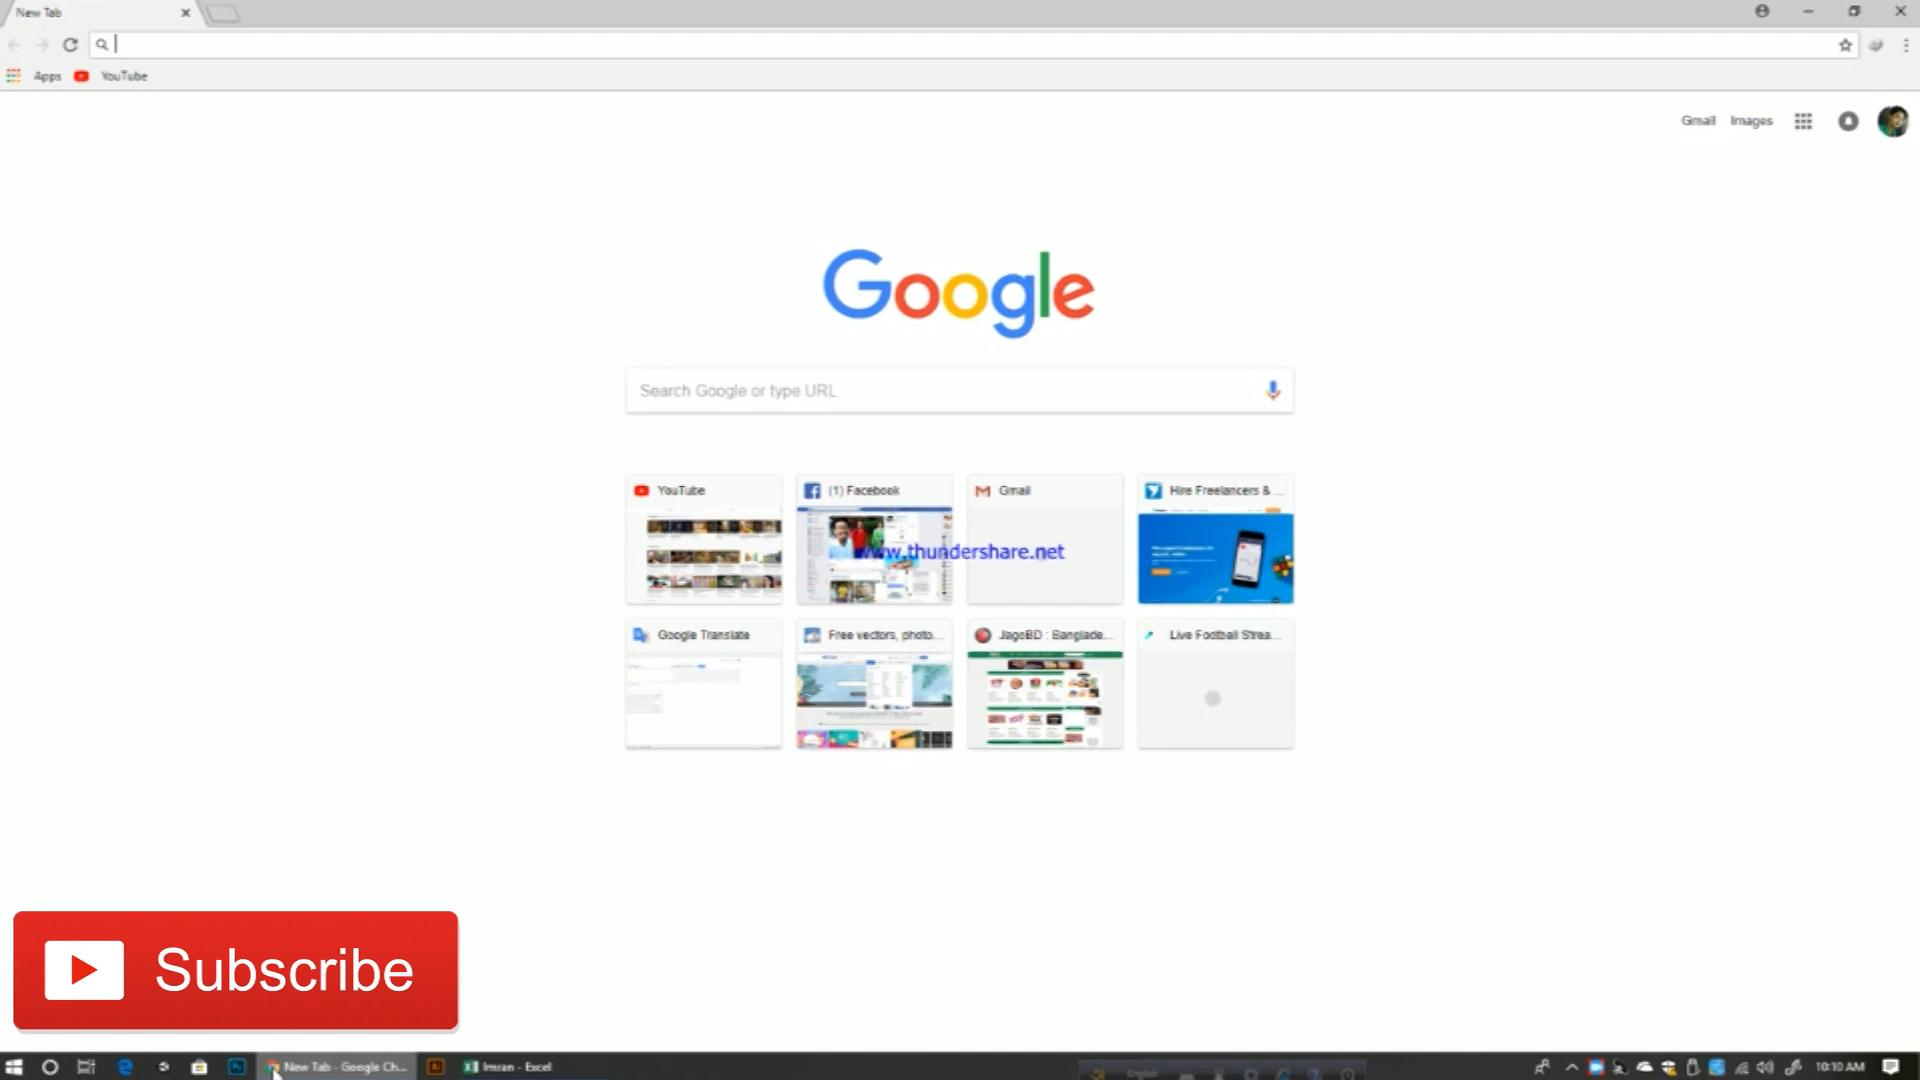 New Tab
Apps YouTube
Gmail Images
Google
Search Google or type URL
YouTube (1) Facebook Gmail Hire Freelancers & ...
www.thundershare.net
Google Translate Free vectors, photo... JagoBD : Banglade... Live Football Strea...
Subscribe
New Tab - Google Ch... Imran - Excel English 10:10 AM